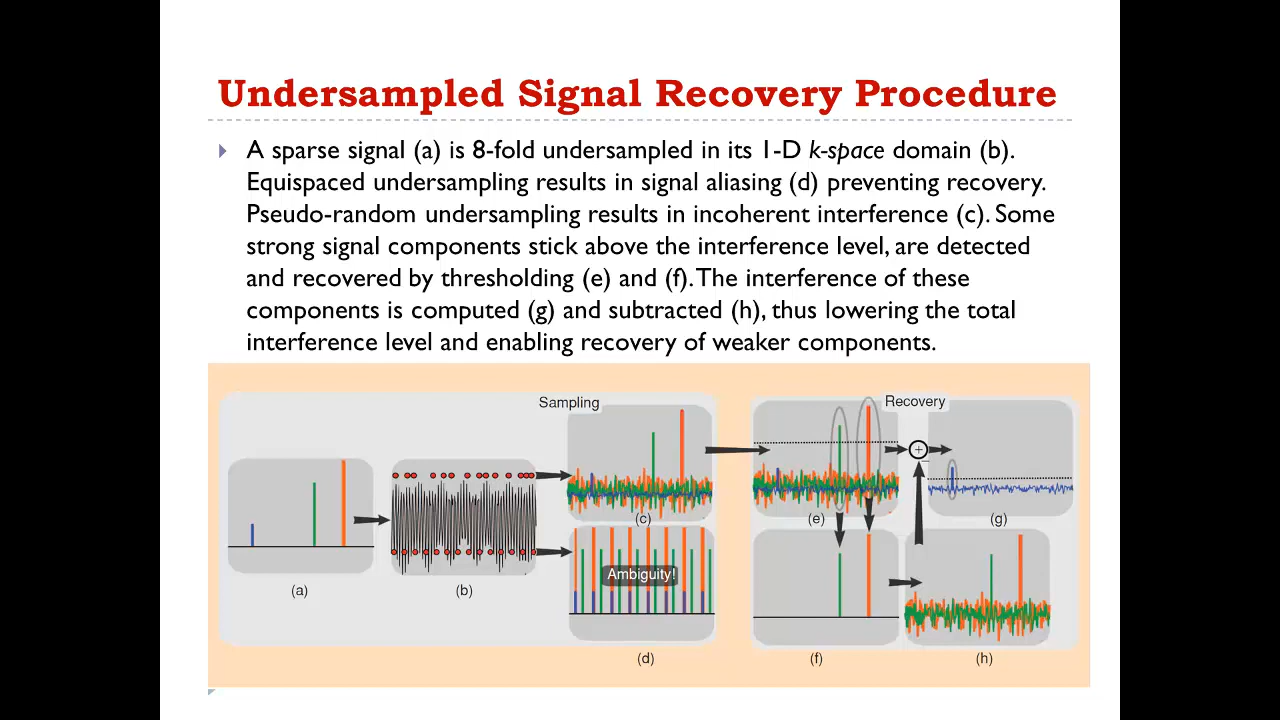 Undersampled Signal Recovery Procedure
A sparse signal (a) is 8-fold undersampled in its 1-D k-space domain (b).
Equispaced undersampling results in signal aliasing (d) preventing recovery.
Pseudo-random undersampling results in incoherent interference (c). Some
strong signal components stick above the interference level, are detected
and recovered by thresholding (e) and (f). The interference of these
components is computed (g) and subtracted (h), thus lowering the total
interference level and enabling recovery of weaker components.
Sampling
Recovery
(c)
(e)
(g)
Ambiguity!
(a)
(b)
(d)
(f)
(h)